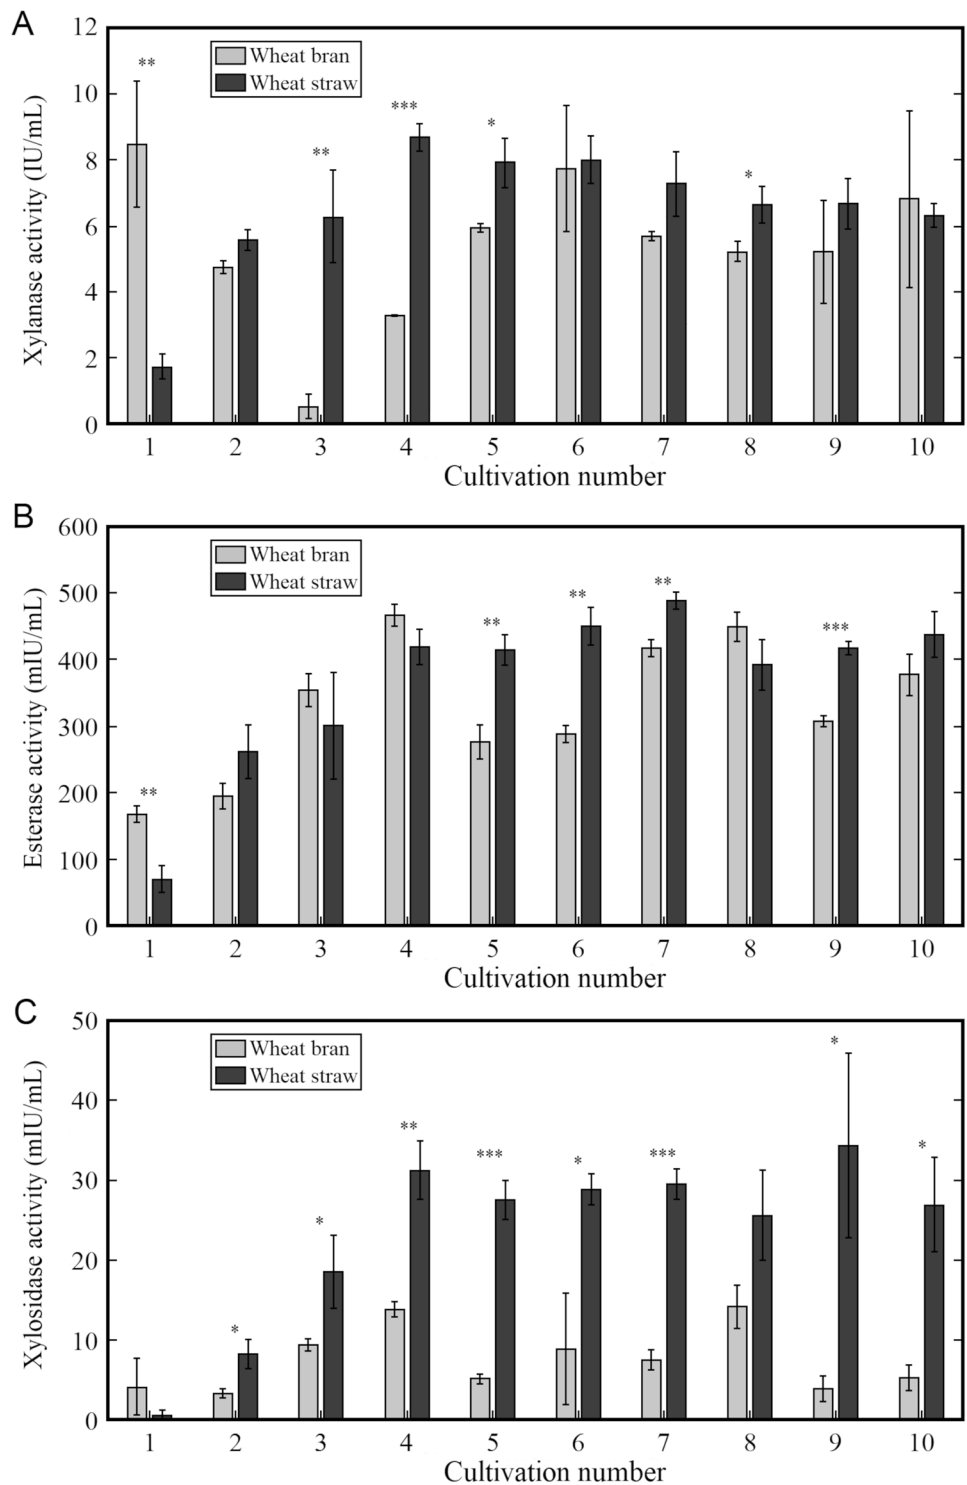 A
12
10
8
6
4
2
0
Xylanase activity (IU/mL)
Wheat bran
Wheat straw
**
**
***
*
*
1 2 3 4 5 6 7 8 9 10
Cultivation number
B
600
500
400
300
200
100
0
Esterase activity (mIU/mL)
Wheat bran
Wheat straw
**
**
**
**
***
1 2 3 4 5 6 7 8 9 10
Cultivation number
C
50
40
30
20
10
0
Xylosidase activity (mIU/mL)
Wheat bran
Wheat straw
*
*
**
***
*
***
*
*
1 2 3 4 5 6 7 8 9 10
Cultivation number